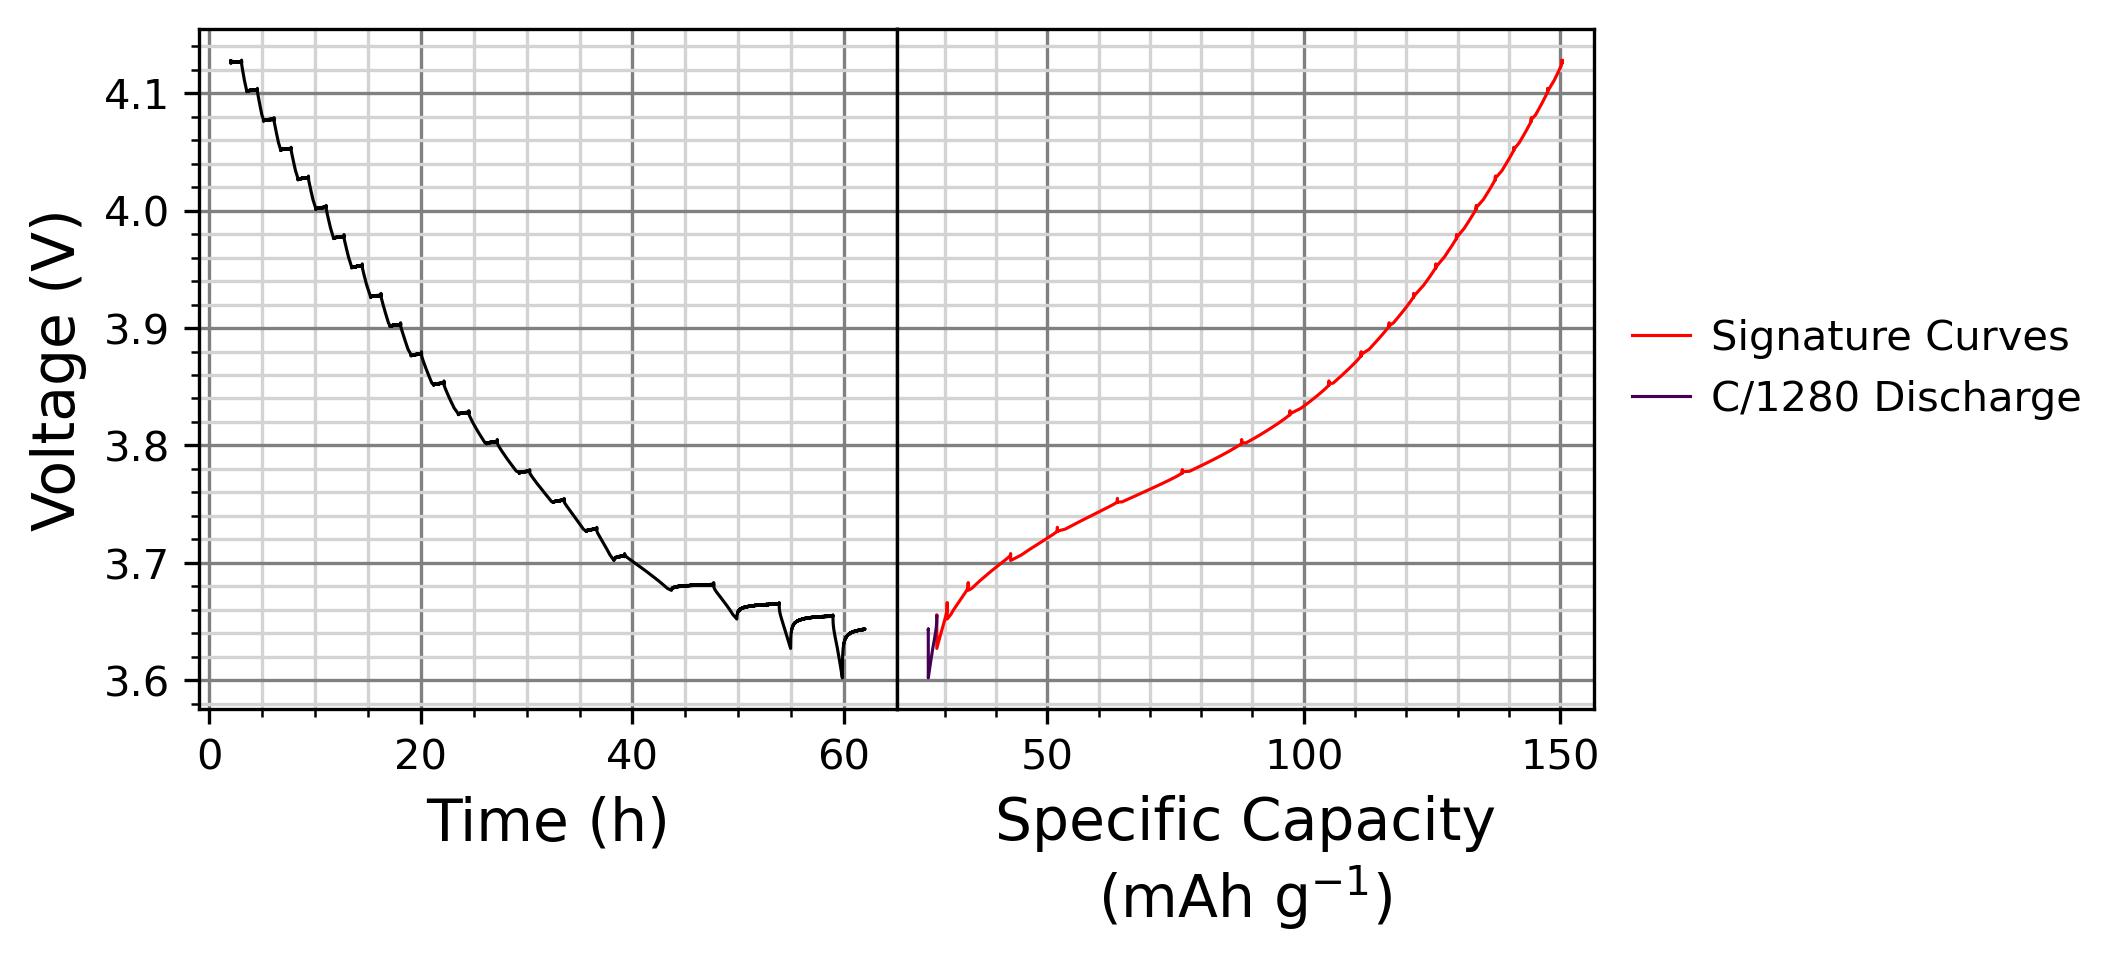 Voltage (V)
4.1
4.0
3.9
3.8
3.7
3.6
0 20 40 60
50 100 150
Time (h)
Specific Capacity
(mAh g⁻¹)
Signature Curves
C/1280 Discharge